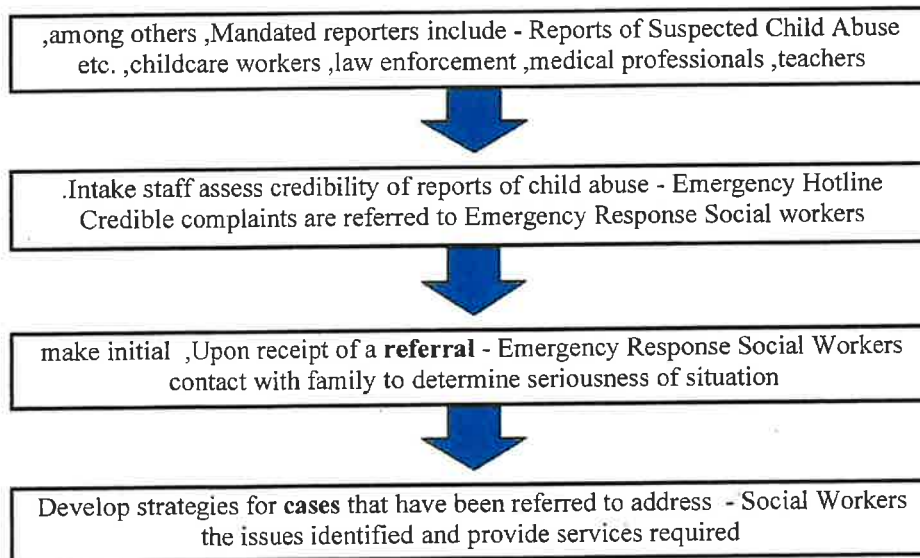 ,among others ,Mandated reporters include - Reports of Suspected Child Abuse
etc. ,childcare workers ,law enforcement ,medical professionals ,teachers
.Intake staff assess credibility of reports of child abuse - Emergency Hotline
Credible complaints are referred to Emergency Response Social workers
make initial ,Upon receipt of a referral - Emergency Response Social Workers
contact with family to determine seriousness of situation
Develop strategies for cases that have been referred to address - Social Workers
the issues identified and provide services required